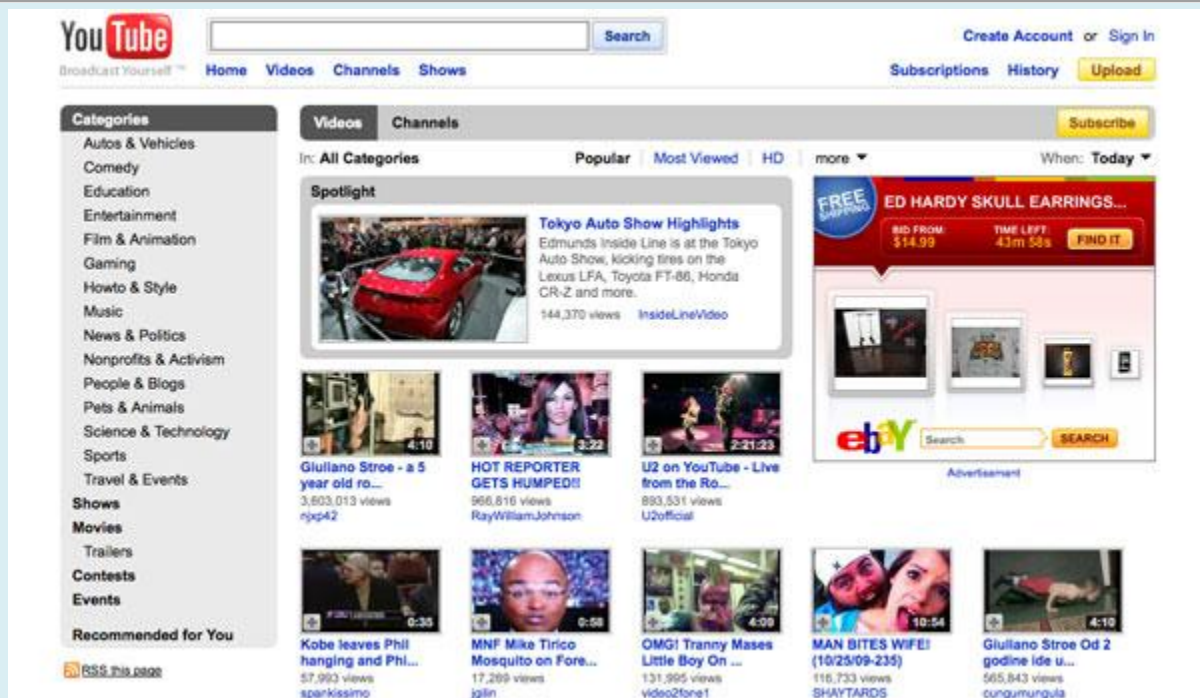 YouTube
Broadcast Yourself ™
Search
Create Account or Sign In
Home Videos Channels Shows
Subscriptions History Upload
Categories
Autos & Vehicles
Comedy
Education
Entertainment
Film & Animation
Gaming
Howto & Style
Music
News & Politics
Nonprofits & Activism
People & Blogs
Pets & Animals
Science & Technology
Sports
Travel & Events
Shows
Movies
Trailers
Contests
Events
Recommended for You
RSS this page
Videos Channels
Subscribe
In: All Categories
Popular Most Viewed HD more
When: Today
Spotlight
Tokyo Auto Show Highlights
Edmunds Inside Line is at the Tokyo
Auto Show, kicking tires on the
Lexus LFA, Toyota FT-86, Honda
CR-Z and more.
144,370 views InsideLineVideo
FREE
SHIPPING
ED HARDY SKULL EARRINGS...
BID FROM:
$14.99
TIME LEFT:
43m 58s
FIND IT
ebay
Search
SEARCH
Advertisement
4:10
Giuliano Stroe - a 5
year old ro...
3,603,013 views
njxp42
3:22
HOT REPORTER
GETS HUMPED!!
966,816 views
RayWilliamJohnson
2:21:23
U2 on YouTube - Live
from the Ro...
893,531 views
U2official
0:35
Kobe leaves Phil
hanging and Phi...
57,993 views
spankissimo
0:58
MNF Mike Tirico
Mosquito on Fore...
17,269 views
jgilin
4:09
OMG! Tranny Mases
Little Boy On ...
131,995 views
video2fone1
10:54
MAN BITES WIFE!
(10/25/09-235)
116,733 views
SHAYTARDS
4:10
Giuliano Stroe Od 2
godine ide u...
565,843 views
cungumungula